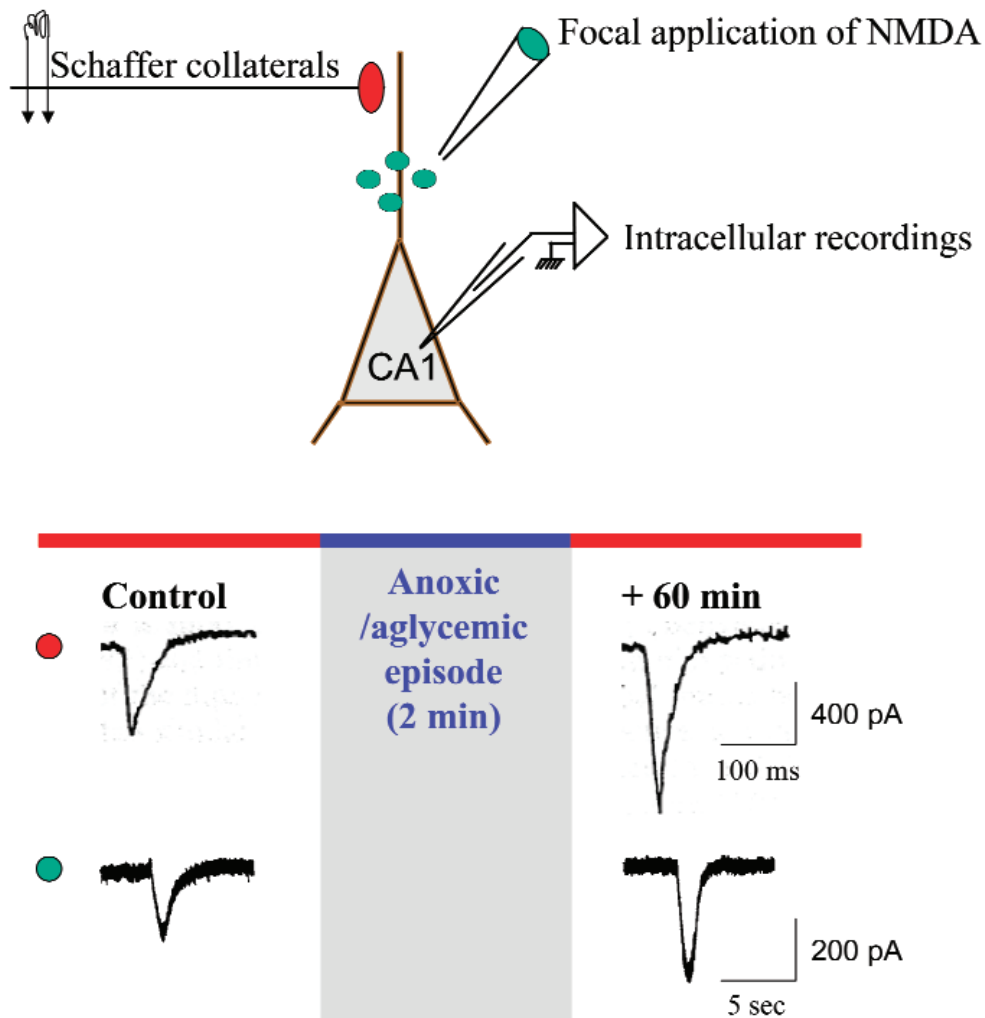 Focal application of NMDA
Schaffer collaterals
Intracellular recordings
CA1
Control
Anoxic
/aglycemic
episode
(2 min)
+ 60 min
400 pA
100 ms
200 pA
5 sec